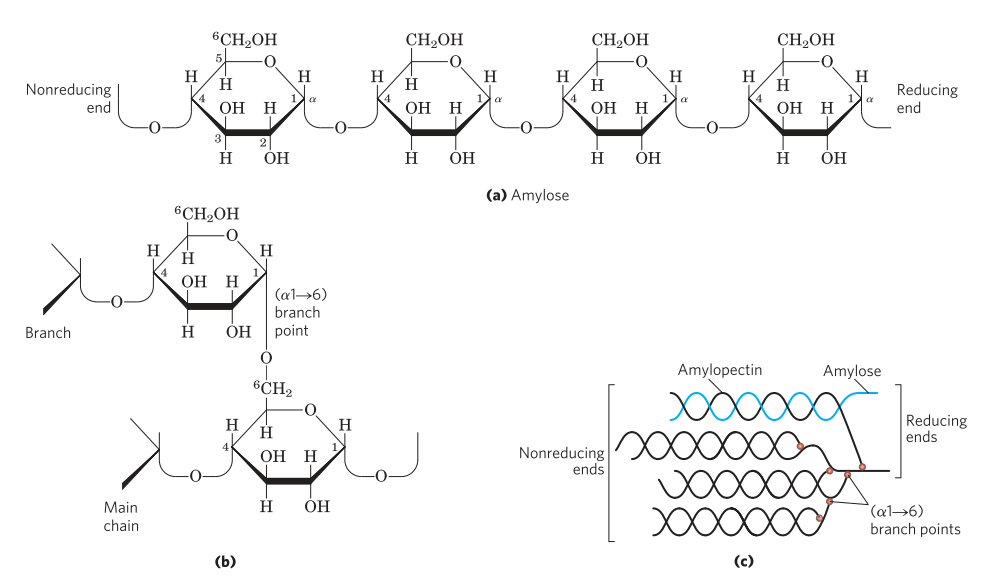 ⁶CH₂OH CH₂OH CH₂OH CH₂OH
5 O O O O
H H H H H H H H
Nonreducing
end
H H H H
4 OH H 1 α 4 OH H 1 α 4 OH H 1 α 4 OH H 1 α
Reducing
end
O O O O
3 2
H OH H OH H OH H OH
(a) Amylose
⁶CH₂OH
O
H H H
4 OH H 1
(α1→6)
branch
point
O
Branch
H OH
O
⁶CH₂
O
H H H
4 OH H 1
O O
H OH
Main
chain
(b)
Amylopectin Amylose
Nonreducing
ends
Reducing
ends
(α1→6)
branch points
(c)